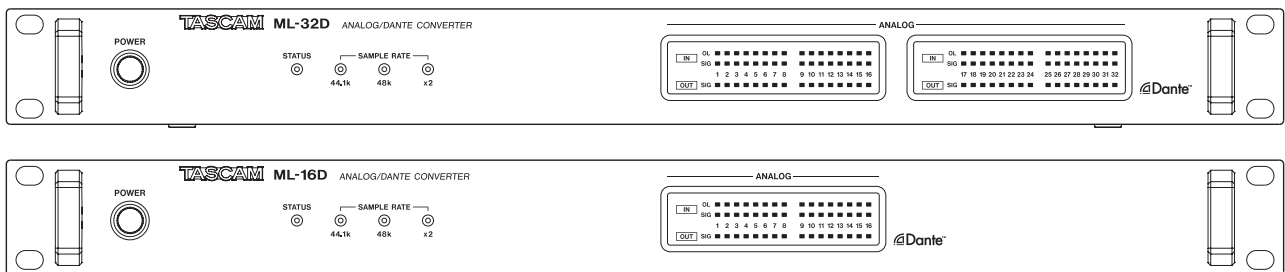 TASCAM ML-32D ANALOG/DANTE CONVERTER
ANALOG
POWER
STATUS
SAMPLE RATE
44.1k 48k x2
IN OL
SIG
1 2 3 4 5 6 7 8 9 10 11 12 13 14 15 16
OUT SIG
IN OL
SIG
17 18 19 20 21 22 23 24 25 26 27 28 29 30 31 32
OUT SIG
Dante™
TASCAM ML-16D ANALOG/DANTE CONVERTER
ANALOG
POWER
STATUS
SAMPLE RATE
44.1k 48k x2
IN OL
SIG
1 2 3 4 5 6 7 8 9 10 11 12 13 14 15 16
OUT SIG
Dante™